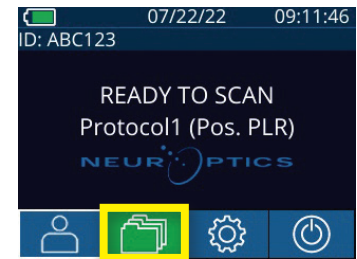 07/22/22 09:11:46
ID: ABC123
READY TO SCAN
Protocol1 (Pos. PLR)
NEUROPTICS